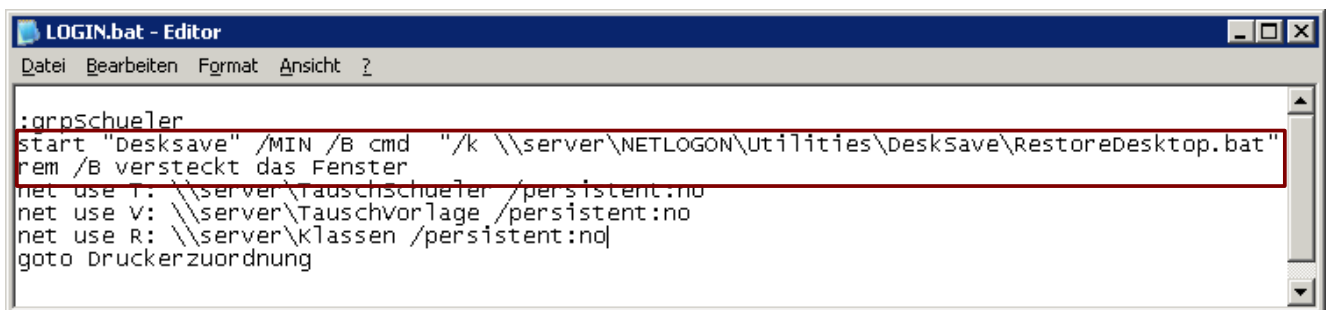 LOGIN.bat - Editor
Datei Bearbeiten Format Ansicht ?
:grpSchueler
start "Desksave" /MIN /B cmd  "/k \\server\NETLOGON\Utilities\DeskSave\RestoreDesktop.bat"
rem /B versteckt das Fenster
net use T: \\server\TauschSchueler /persistent:no
net use V: \\server\TauschVorlage /persistent:no
net use R: \\server\Klassen /persistent:no
goto Druckerzuordnung